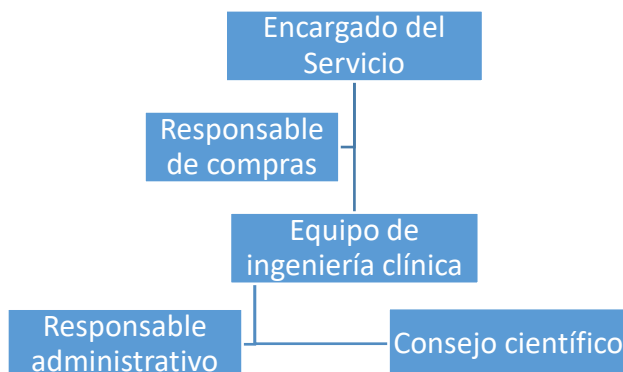 Encargado del
Servicio
Responsable
de compras
Equipo de
ingeniería clínica
Responsable
administrativo
Consejo científico